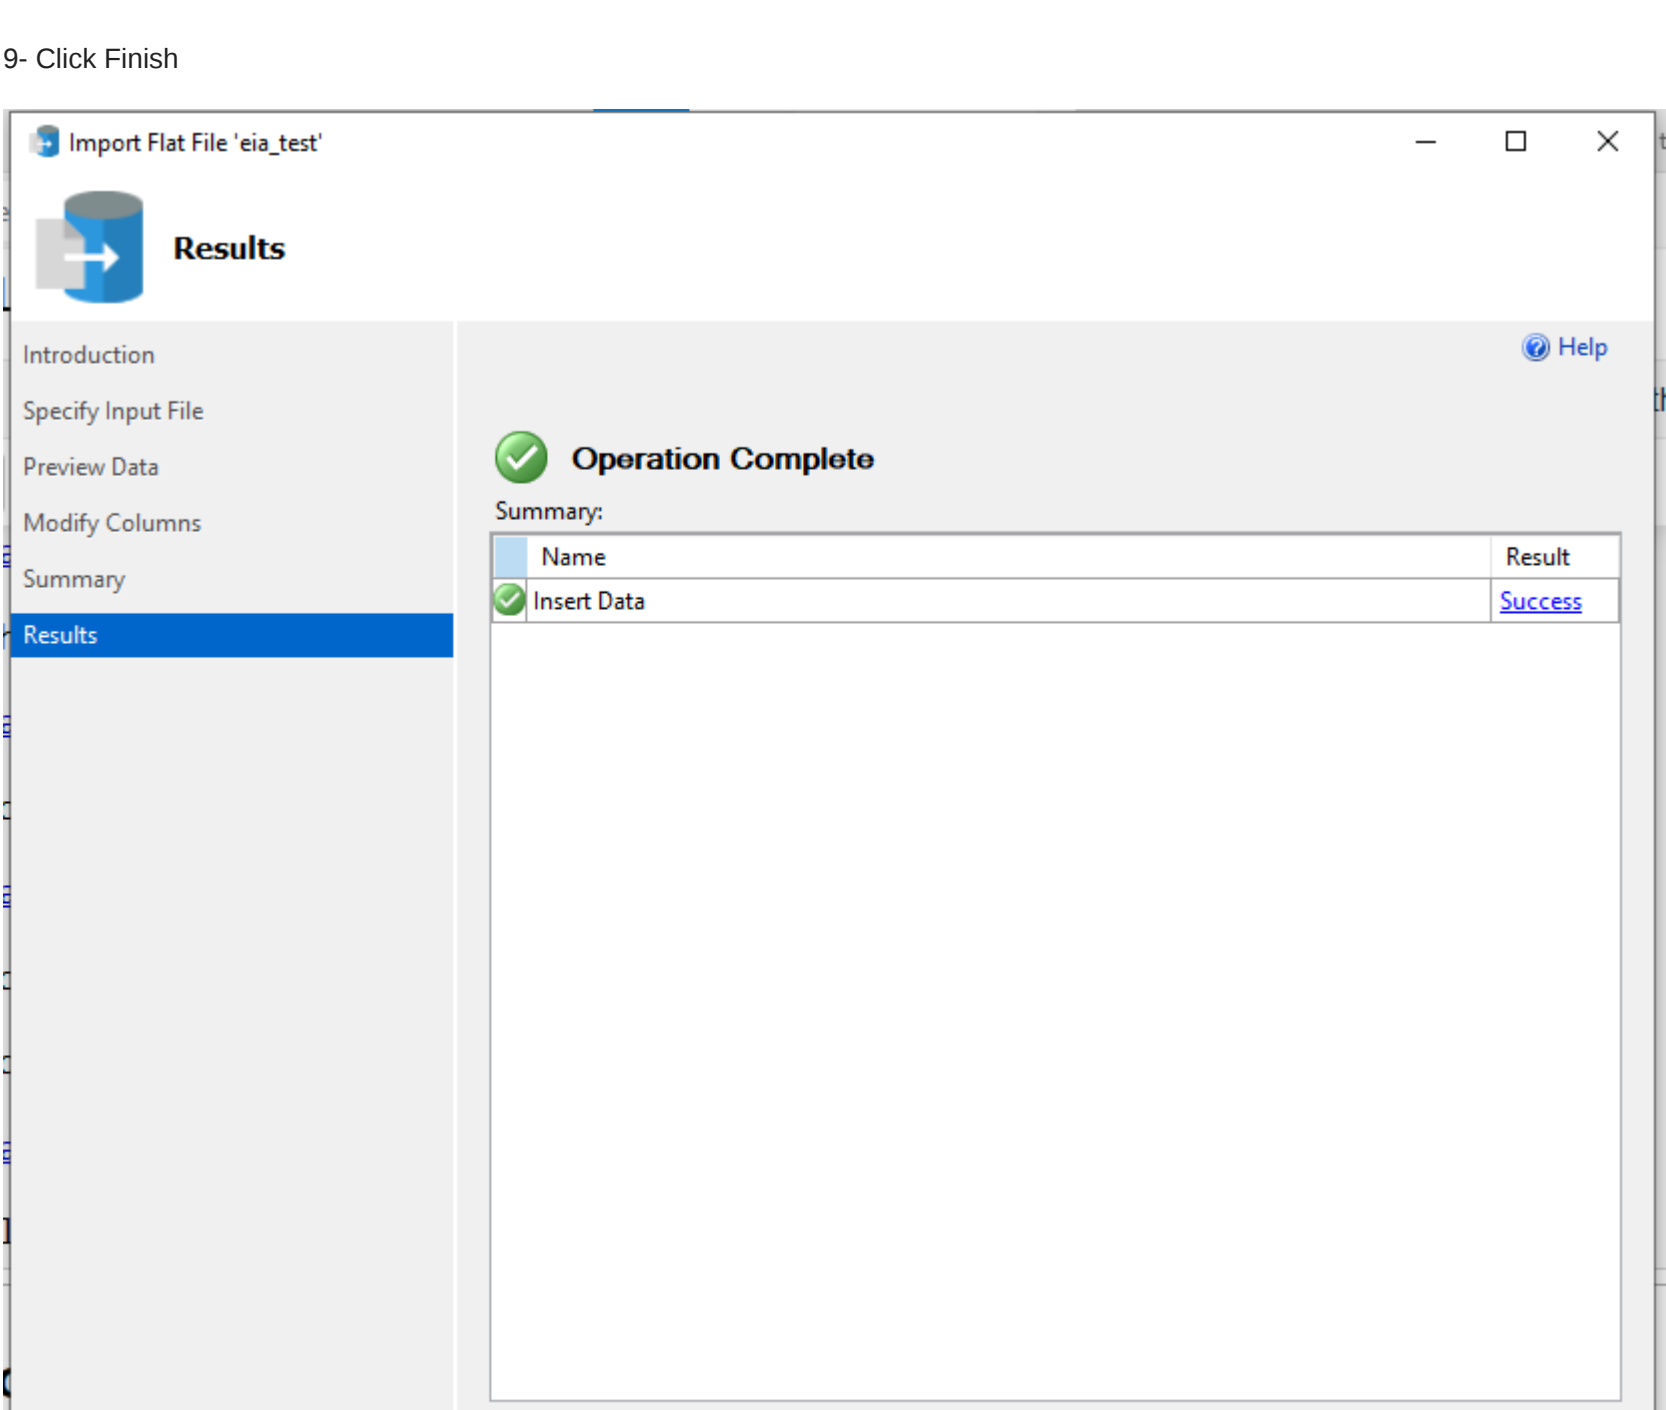 9- Click Finish
Import Flat File 'eia_test'
Results
Introduction
Specify Input File
Preview Data
Modify Columns
Summary
Results
Help
Operation Complete
Summary:
Name Result
Insert Data Success